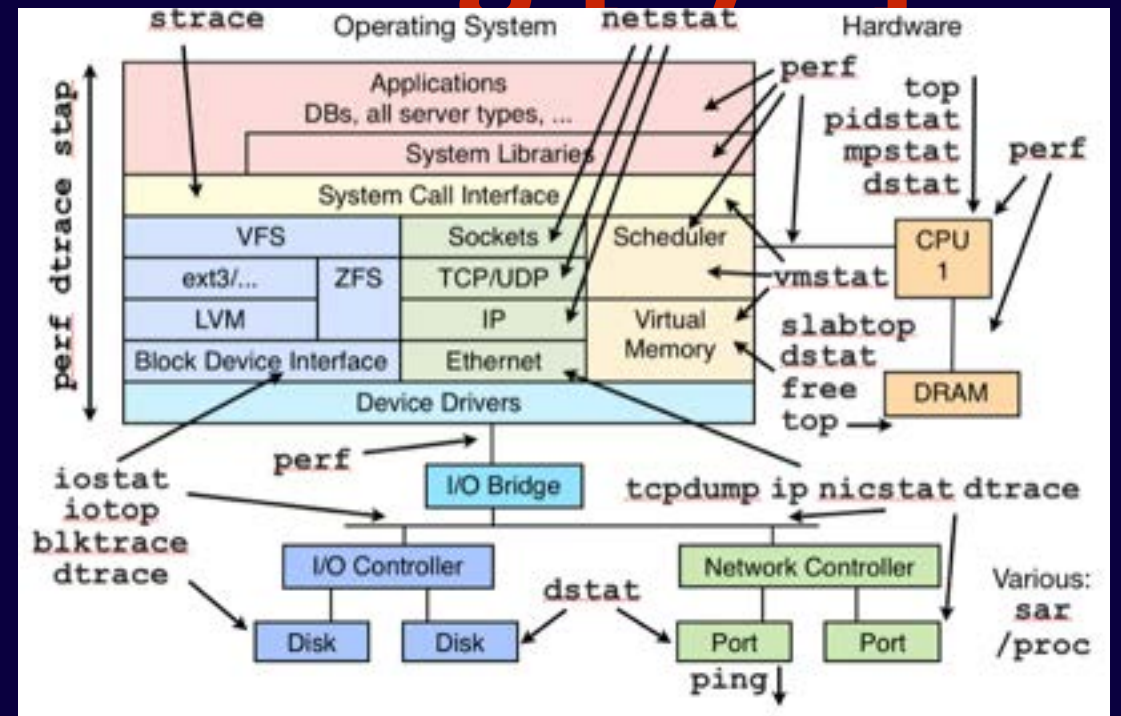 strace
Operating System
netstat
Hardware
perf dtrace stap
Applications
DBs, all server types, ...
System Libraries
System Call Interface
VFS
Sockets
Scheduler
ext3/...
ZFS
TCP/UDP
LVM
IP
Virtual
Memory
Block Device Interface
Ethernet
Device Drivers
perf
top
pidstat
mpstat
dstat
perf
CPU
1
vmstat
slabtop
dstat
free
top
DRAM
perf
I/O Bridge
iostat
iotop
blktrace
dtrace
tcpdump ip nicstat dtrace
I/O Controller
Network Controller
dstat
Disk
Disk
Port
Port
ping
Various:
sar
/proc